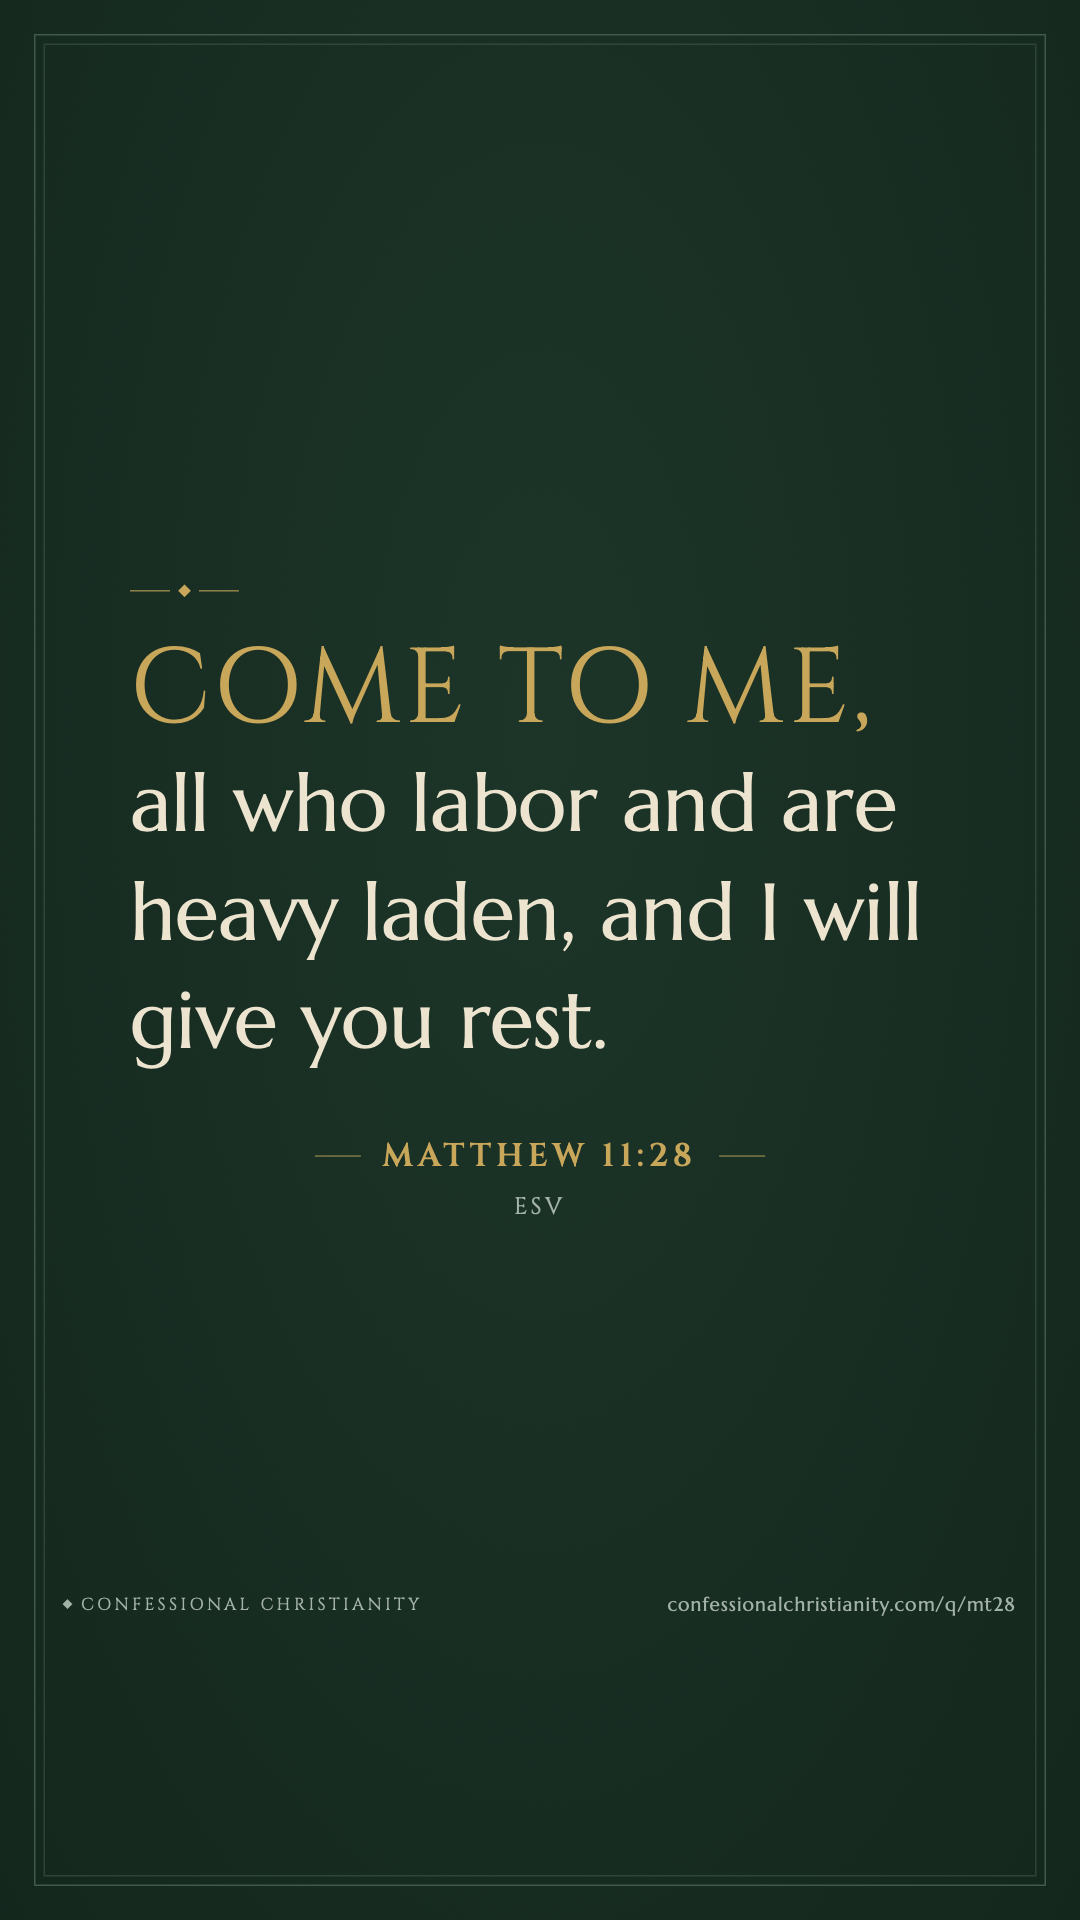 COME TO ME,
all who labor and are
heavy laden, and I will
give you rest.
MATTHEW 11:28
ESV
CONFESSIONAL CHRISTIANITY
confessionalchristianity.com/q/mt28